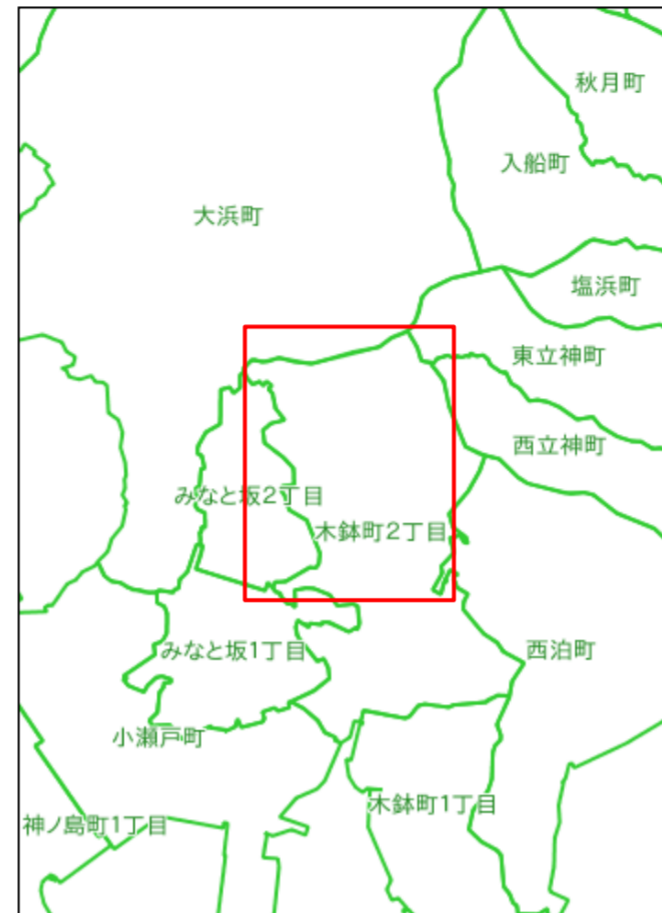 秋月町
入船町
大浜町
塩浜町
東立神町
西立神町
みなと坂2丁目
木鉢町2丁目
みなと坂1丁目
西泊町
小瀬戸町
木鉢町1丁目
神ノ島町1丁目